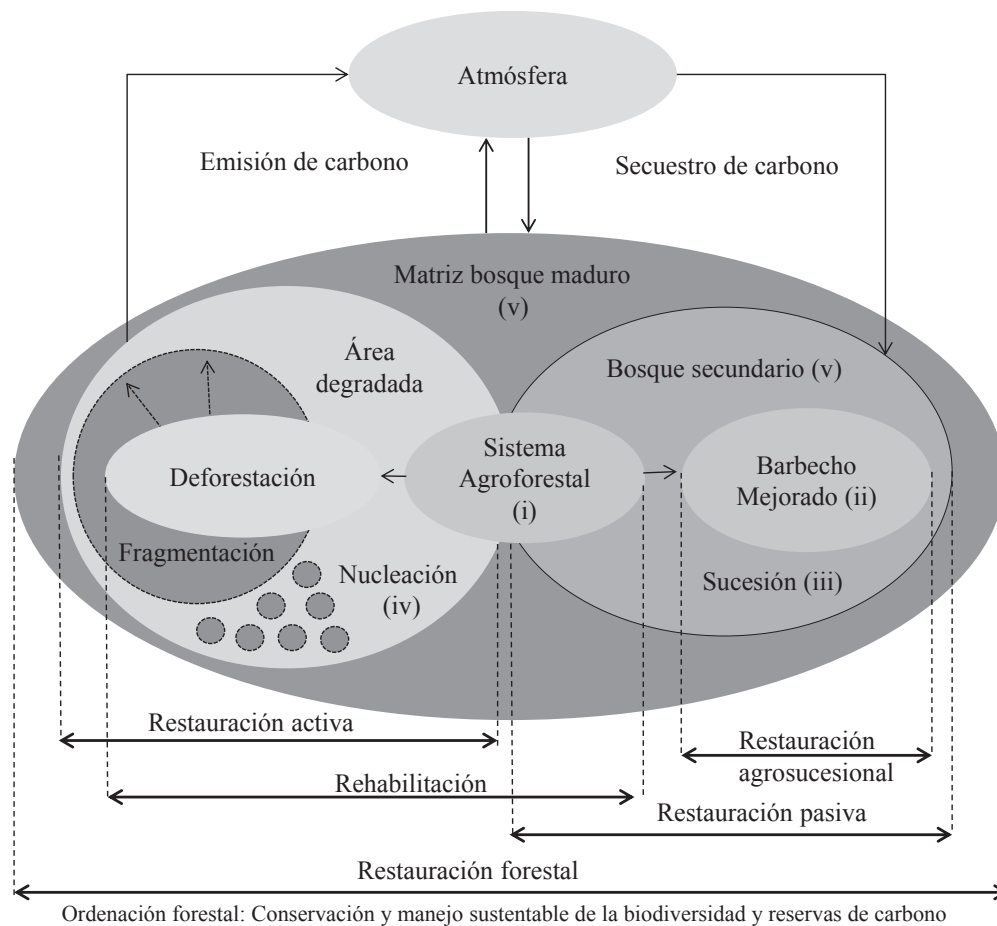 Atmósfera
Emisión de carbono
Secuestro de carbono
Matriz bosque maduro
(v)
Área
degradada
Bosque secundario (v)
Deforestación
Sistema
Agroforestal
(i)
Barbecho
Mejorado (ii)
Fragmentación
Nucleación
(iv)
Sucesión (iii)
Restauración activa
Restauración
agrosucesional
Rehabilitación
Restauración pasiva
Restauración forestal
Ordenación forestal: Conservación y manejo sustentable de la biodiversidad y reservas de carbono